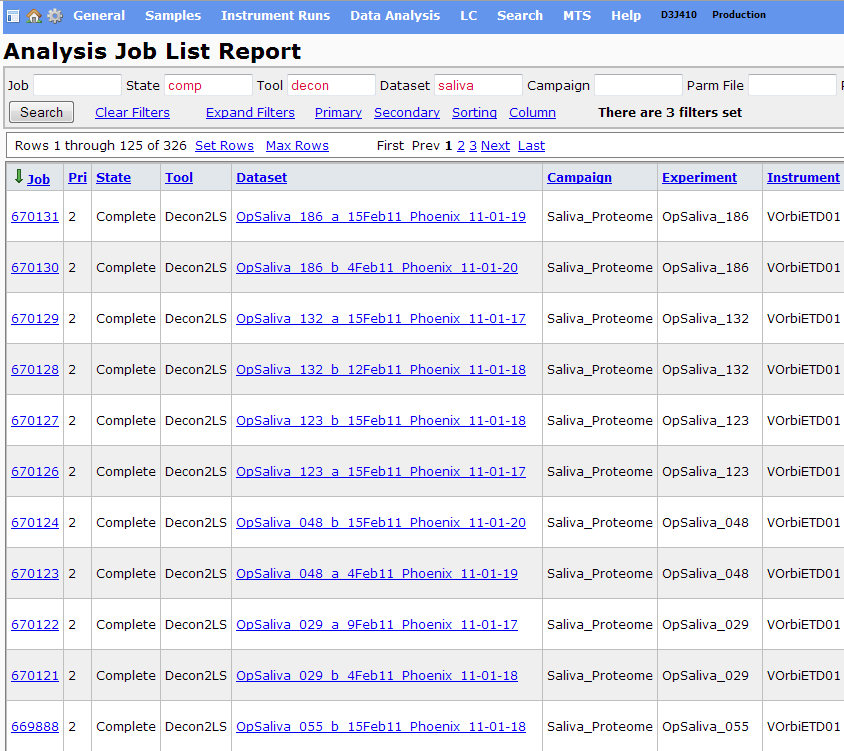 General Samples Instrument Runs Data Analysis LC Search MTS Help D3J410 Production
Analysis Job List Report
Job State comp Tool decon Dataset saliva Campaign Parm File
Search Clear Filters Expand Filters Primary Secondary Sorting Column There are 3 filters set
Rows 1 through 125 of 326 Set Rows Max Rows First Prev 1 2 3 Next Last
Job Pri State Tool Dataset Campaign Experiment Instrument
670131 2 Complete Decon2LS OpSaliva_186_a_15Feb11_Phoenix_11-01-19 Saliva_Proteome OpSaliva_186 VOrbiETD01
670130 2 Complete Decon2LS OpSaliva_186_b_4Feb11_Phoenix_11-01-20 Saliva_Proteome OpSaliva_186 VOrbiETD01
670129 2 Complete Decon2LS OpSaliva_132_a_15Feb11_Phoenix_11-01-17 Saliva_Proteome OpSaliva_132 VOrbiETD01
670128 2 Complete Decon2LS OpSaliva_132_b_12Feb11_Phoenix_11-01-18 Saliva_Proteome OpSaliva_132 VOrbiETD01
670127 2 Complete Decon2LS OpSaliva_123_b_15Feb11_Phoenix_11-01-18 Saliva_Proteome OpSaliva_123 VOrbiETD01
670126 2 Complete Decon2LS OpSaliva_123_a_15Feb11_Phoenix_11-01-17 Saliva_Proteome OpSaliva_123 VOrbiETD01
670124 2 Complete Decon2LS OpSaliva_048_b_15Feb11_Phoenix_11-01-20 Saliva_Proteome OpSaliva_048 VOrbiETD01
670123 2 Complete Decon2LS OpSaliva_048_a_4Feb11_Phoenix_11-01-19 Saliva_Proteome OpSaliva_048 VOrbiETD01
670122 2 Complete Decon2LS OpSaliva_029_a_9Feb11_Phoenix_11-01-17 Saliva_Proteome OpSaliva_029 VOrbiETD01
670121 2 Complete Decon2LS OpSaliva_029_b_4Feb11_Phoenix_11-01-18 Saliva_Proteome OpSaliva_029 VOrbiETD01
669888 2 Complete Decon2LS OpSaliva_055_b_15Feb11_Phoenix_11-01-18 Saliva_Proteome OpSaliva_055 VOrbiETD01